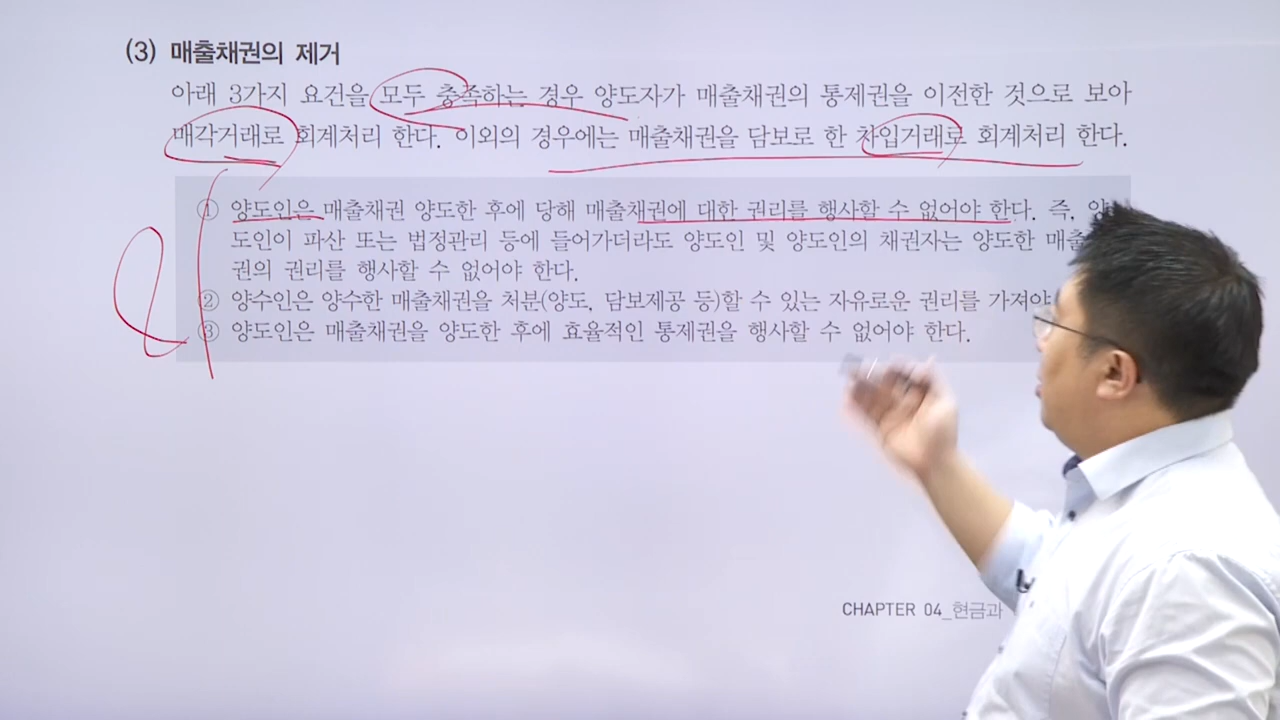 (3) 매출채권의 제거
아래 3가지 요건을 모두 충족하는 경우 양도자가 매출채권의 통제권을 이전한 것으로 보아
매각거래로 회계처리 한다. 이외의 경우에는 매출채권을 담보로 한 차입거래로 회계처리 한다.
① 양도인은 매출채권 양도한 후에 당해 매출채권에 대한 권리를 행사할 수 없어야 한다. 즉, 양
도인이 파산 또는 법정관리 등에 들어가더라도 양도인 및 양도인의 채권자는 양도한 매출
권의 권리를 행사할 수 없어야 한다.
② 양수인은 양수한 매출채권을 처분(양도, 담보제공 등)할 수 있는 자유로운 권리를 가져야
③ 양도인은 매출채권을 양도한 후에 효율적인 통제권을 행사할 수 없어야 한다.
CHAPTER 04_현금과